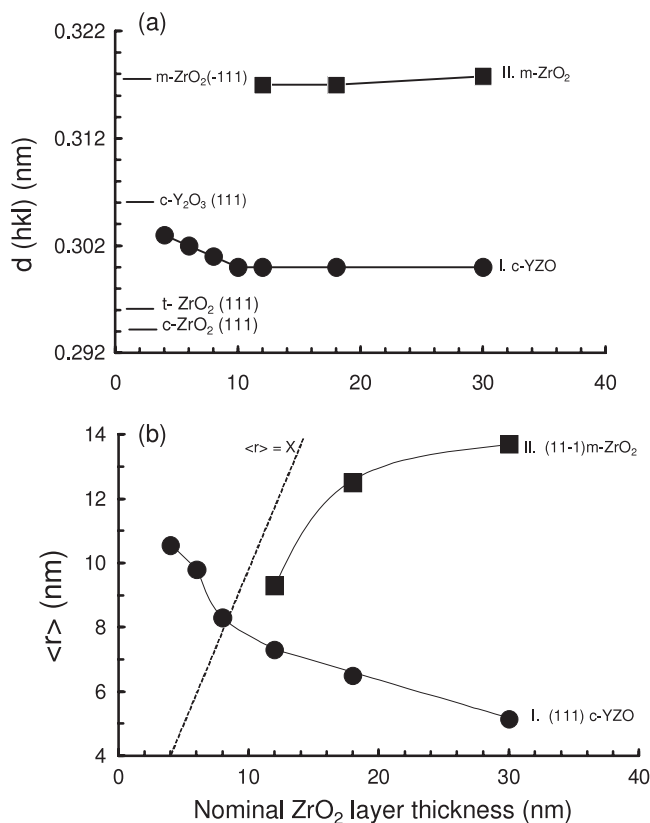 (a)
0.322
0.312
0.302
0.292
d (hkl) (nm)
m-ZrO₂(-111)
II. m-ZrO₂
c-Y₂O₃ (111)
I. c-YZO
t- ZrO₂ (111)
c-ZrO₂ (111)
0 10 20 30 40
(b)
14
12
10
8
6
4
<r> (nm)
<r> = X
II. (11-1)m-ZrO₂
I. (111) c-YZO
0 10 20 30 40
Nominal ZrO₂ layer thickness (nm)